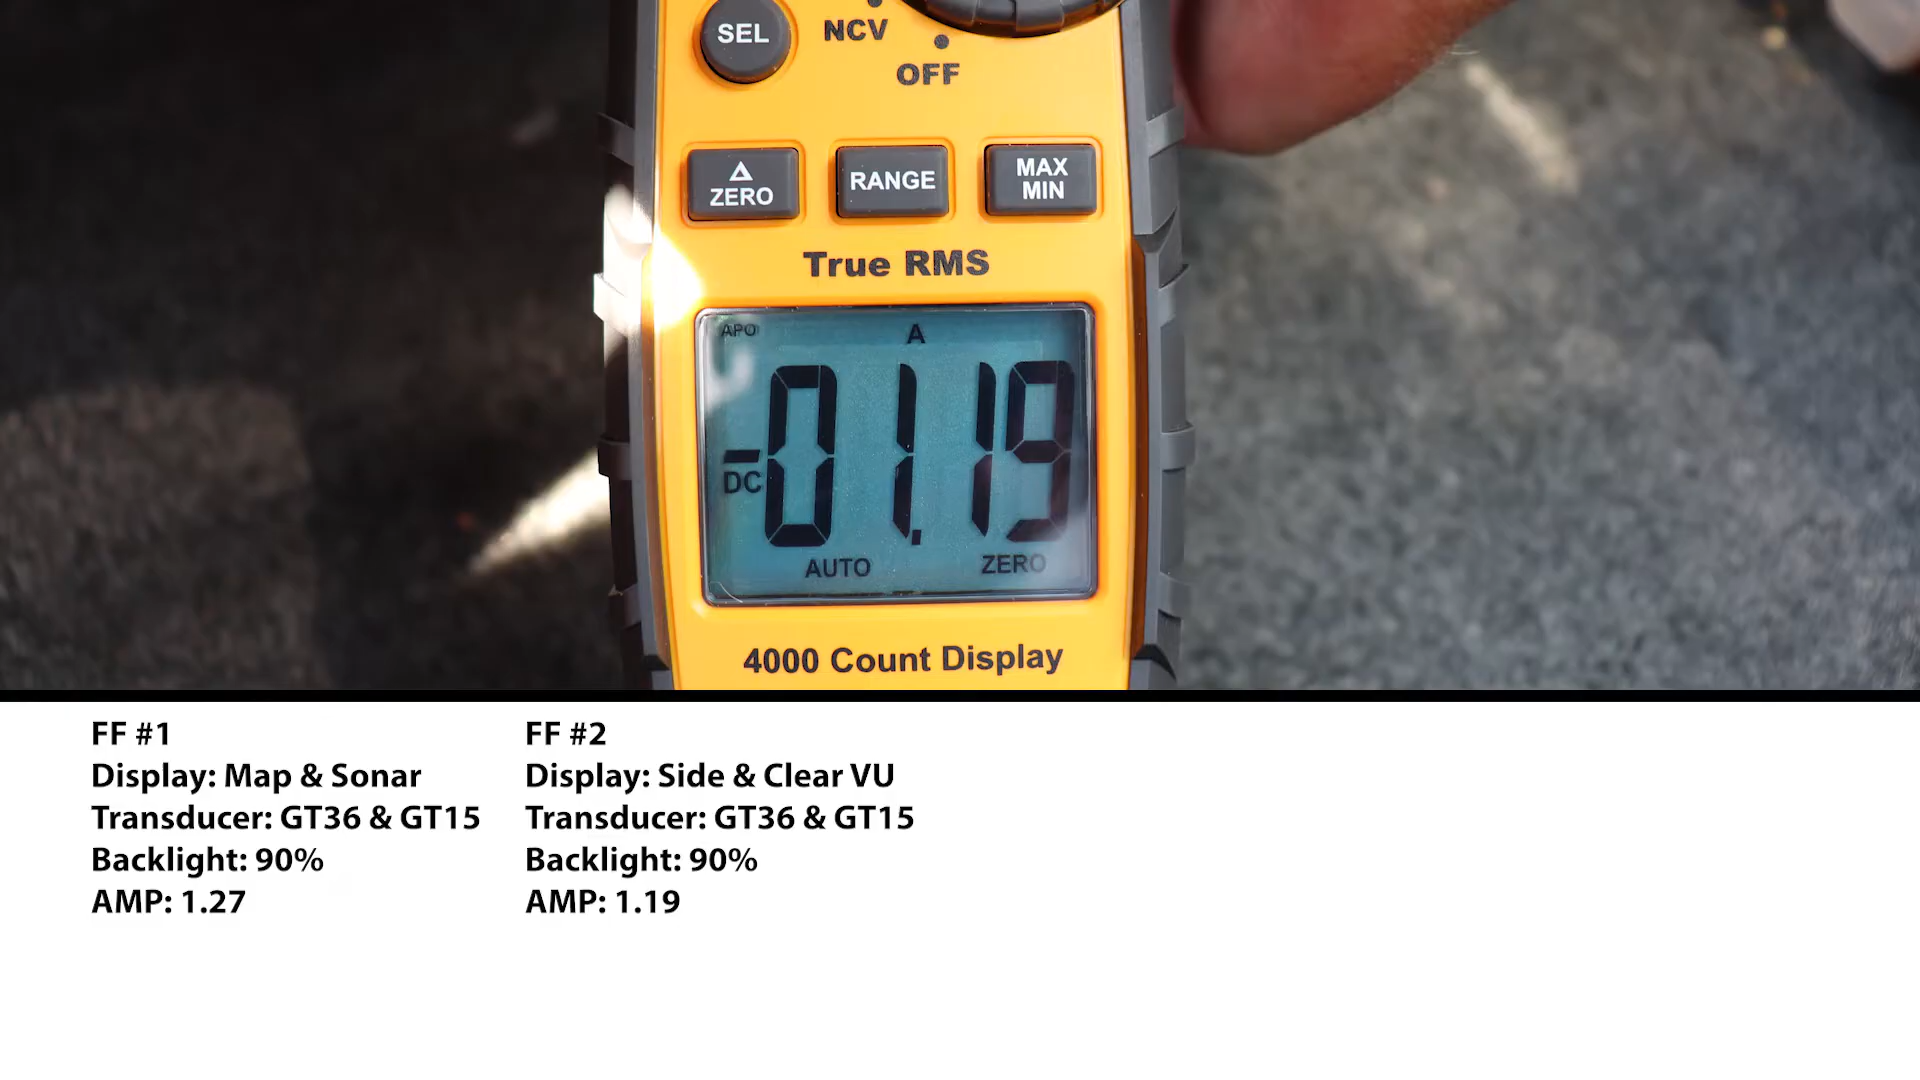 SEL
NCV
OFF
Δ
ZERO
RANGE
MAX
MIN
True RMS
APO
A
-01.19
DC
AUTO
ZERO
4000 Count Display
FF #1
Display: Map & Sonar
Transducer: GT36 & GT15
Backlight: 90%
AMP: 1.27
FF #2
Display: Side & Clear VU
Transducer: GT36 & GT15
Backlight: 90%
AMP: 1.19